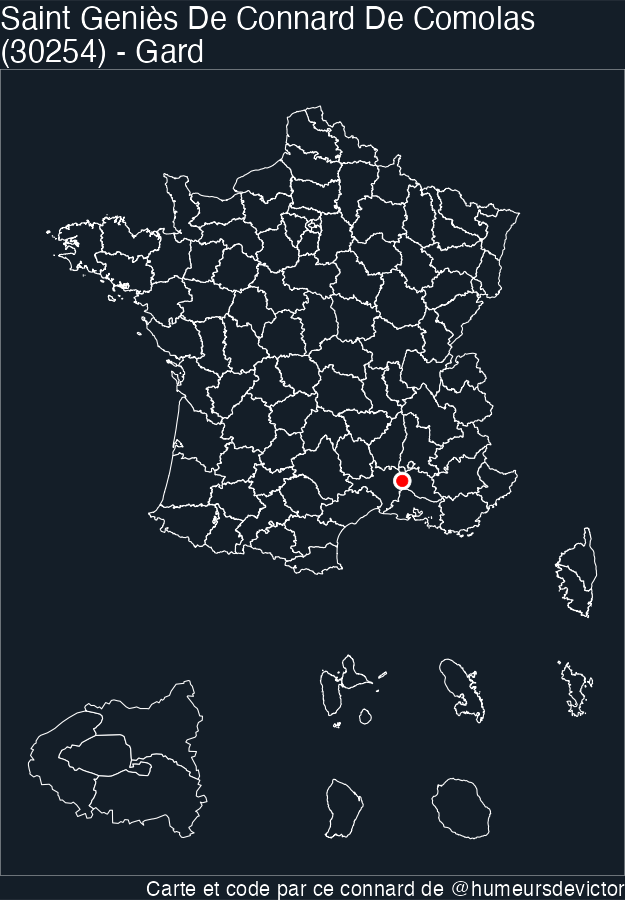 Saint Geniès De Connard De Comolas
(30254) - Gard
Carte et code par ce connard de @humeursdevictor